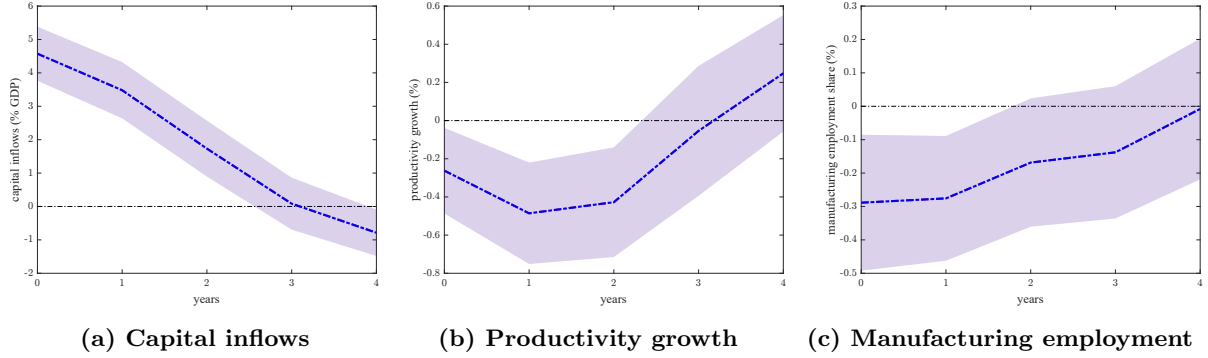 6
5
4
3
2
1
0
-1
-2
capital inflows (% GDP)
0 1 2 3 4
years
(a) Capital inflows
0.6
0.4
0.2
0
-0.2
-0.4
-0.6
-0.8
productivity growth (%)
0 1 2 3 4
years
(b) Productivity growth
0.3
0.2
0.1
0
-0.1
-0.2
-0.3
-0.4
-0.5
manufacturing employment share (%)
0 1 2 3 4
years
(c) Manufacturing employment